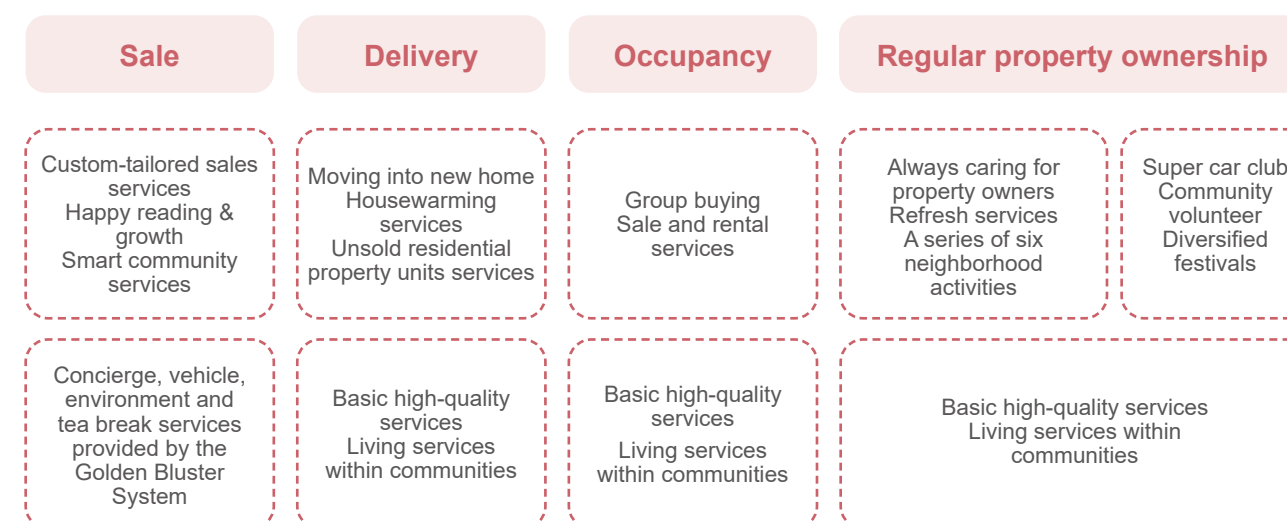 Sale
Delivery
Occupancy
Regular property ownership
Custom-tailored sales
services
Happy reading &
growth
Smart community
services
Moving into new home
Housewarming
services
Unsold residential
property units services
Group buying
Sale and rental
services
Always caring for
property owners
Refresh services
A series of six
neighborhood
activities
Super car club
Community
volunteer
Diversified
festivals
Concierge, vehicle,
environment and
tea break services
provided by the
Golden Bluster
System
Basic high-quality
services
Living services
within communities
Basic high-quality
services
Living services
within communities
Basic high-quality services
Living services within
communities